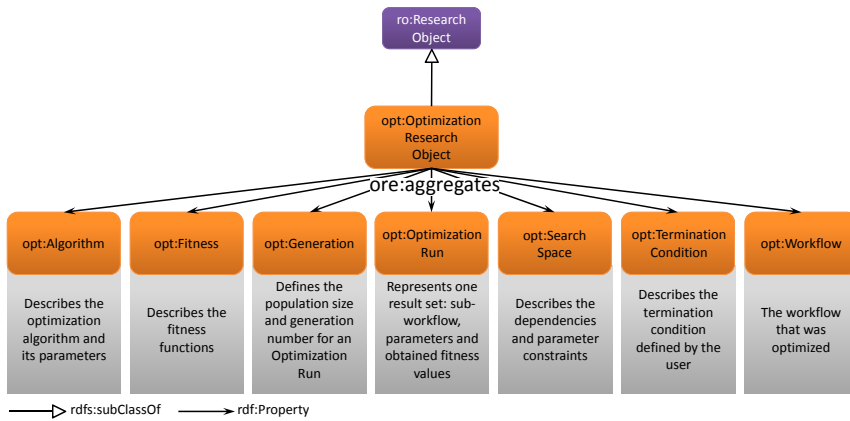 ro:Research
Object
opt:Optimization
Research
Object
ore:aggregates
opt:Algorithm
opt:Fitness
opt:Generation
opt:Optimization
Run
opt:Search
Space
opt:Termination
Condition
opt:Workflow
Describes the
optimization
algorithm and
its parameters
Describes the
fitness
functions
Defines the
population size
and generation
number for an
Optimization
Run
Represents one
result set: sub-
workflow,
parameters and
obtained fitness
values
Describes the
dependencies
and parameter
constraints
Describes the
termination
condition
defined by the
user
The workflow
that was
optimized
rdfs:subClassOf
rdf:Property